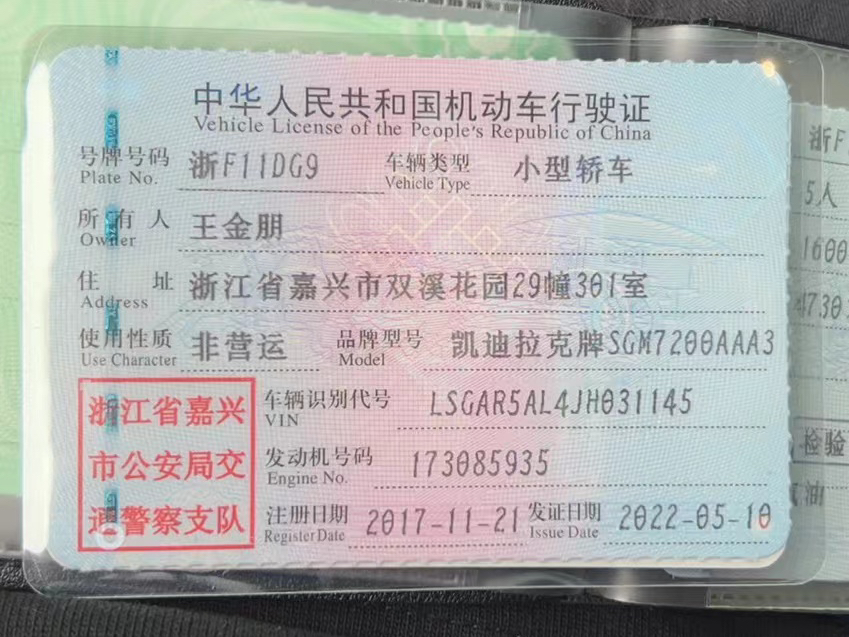 中华人民共和国机动车行驶证
Vehicle License of the People's Republic of China
号牌号码 浙F11DG9 车辆类型 小型轿车
Plate No. Vehicle Type
所有人 王金朋
Owner
住址 浙江省嘉兴市双溪花园29幢301室
Address
使用性质 非营运 品牌型号 凯迪拉克牌SGM7200AAA3
Use Character Model
浙江省嘉兴
市公安局交
通警察支队
车辆识别代号 LSGAR5AL4JH031145
VIN
发动机号码 173085935
Engine No.
注册日期 2017-11-21 发证日期 2022-05-10
Register Date Issue Date
浙F
5人
1600
检验